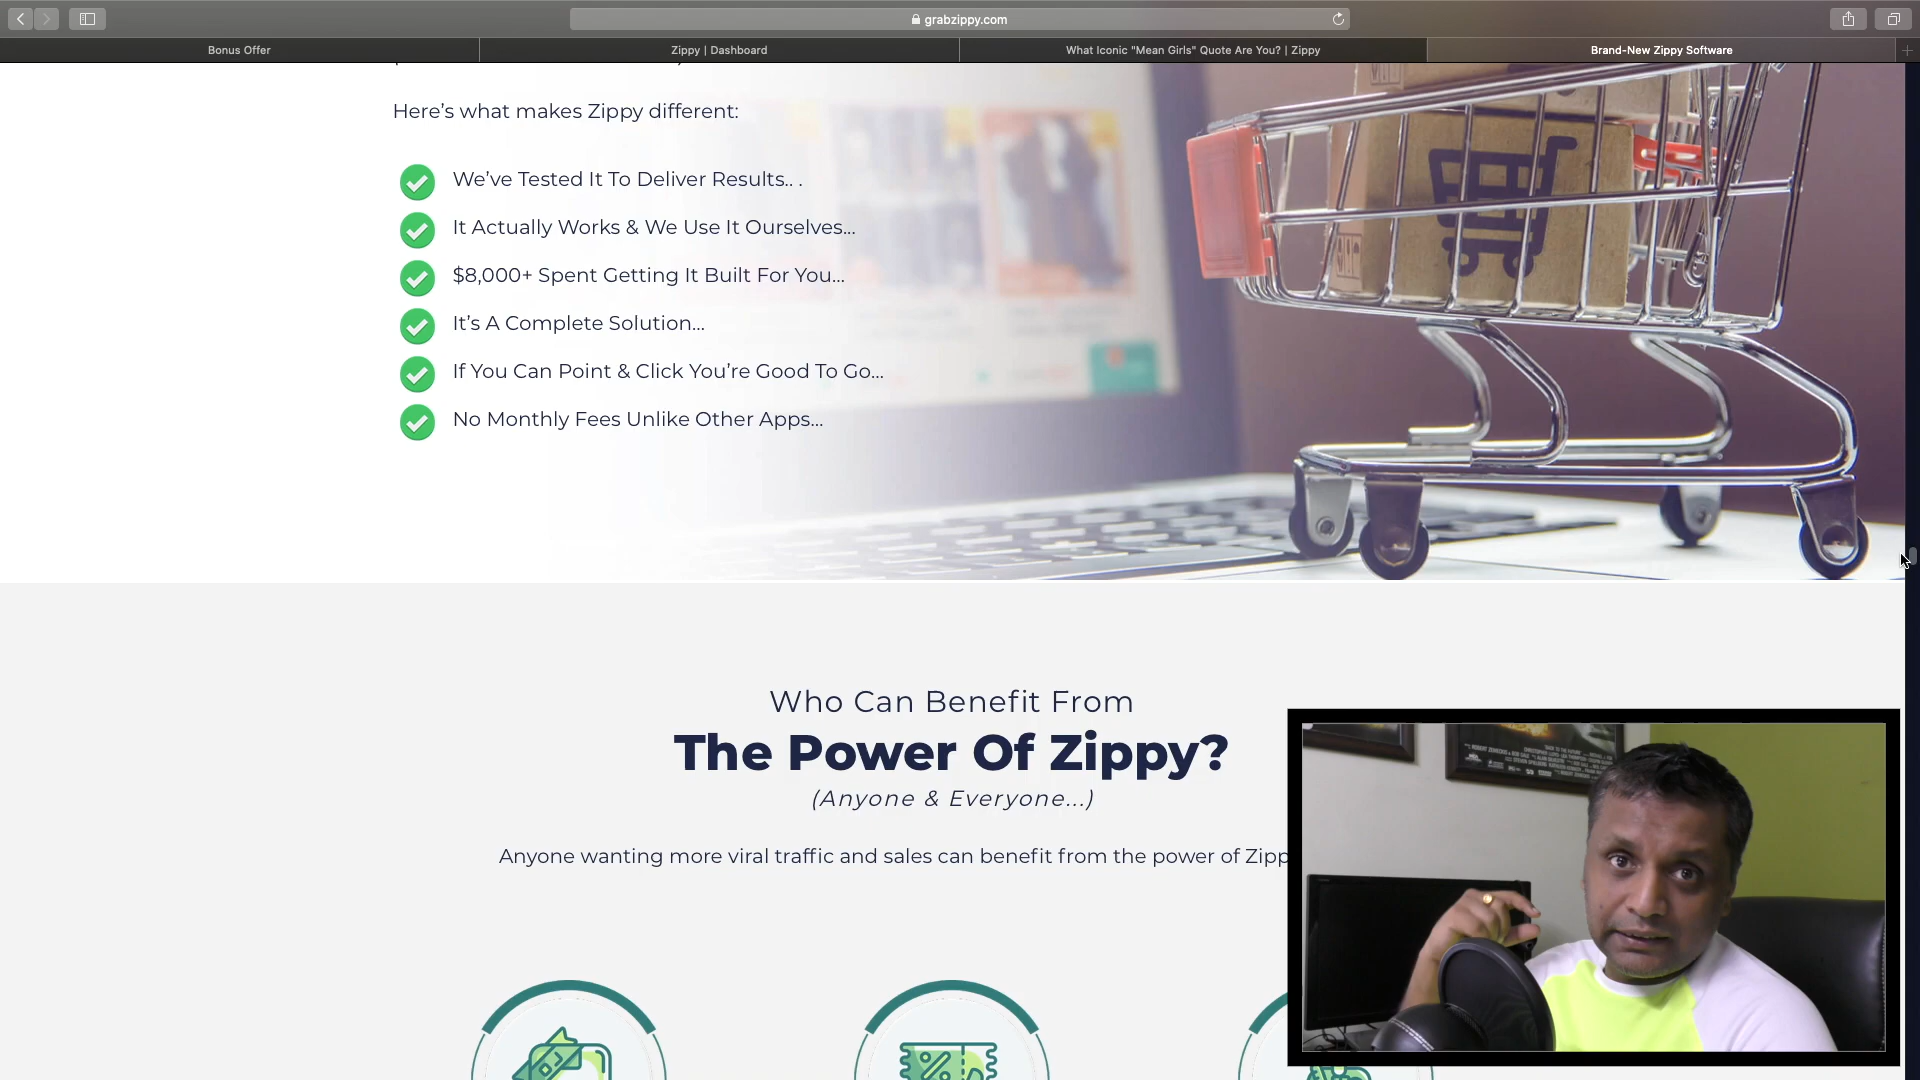 grabzippy.com
Bonus Offer
Zippy | Dashboard
What Iconic "Mean Girls" Quote Are You? | Zippy
Brand-New Zippy Software
Here's what makes Zippy different:
We've Tested It To Deliver Results.. .
It Actually Works & We Use It Ourselves...
$8,000+ Spent Getting It Built For You...
It's A Complete Solution...
If You Can Point & Click You're Good To Go...
No Monthly Fees Unlike Other Apps...
Who Can Benefit From
The Power Of Zippy?
(Anyone & Everyone...)
Anyone wanting more viral traffic and sales can benefit from the power of Zipp